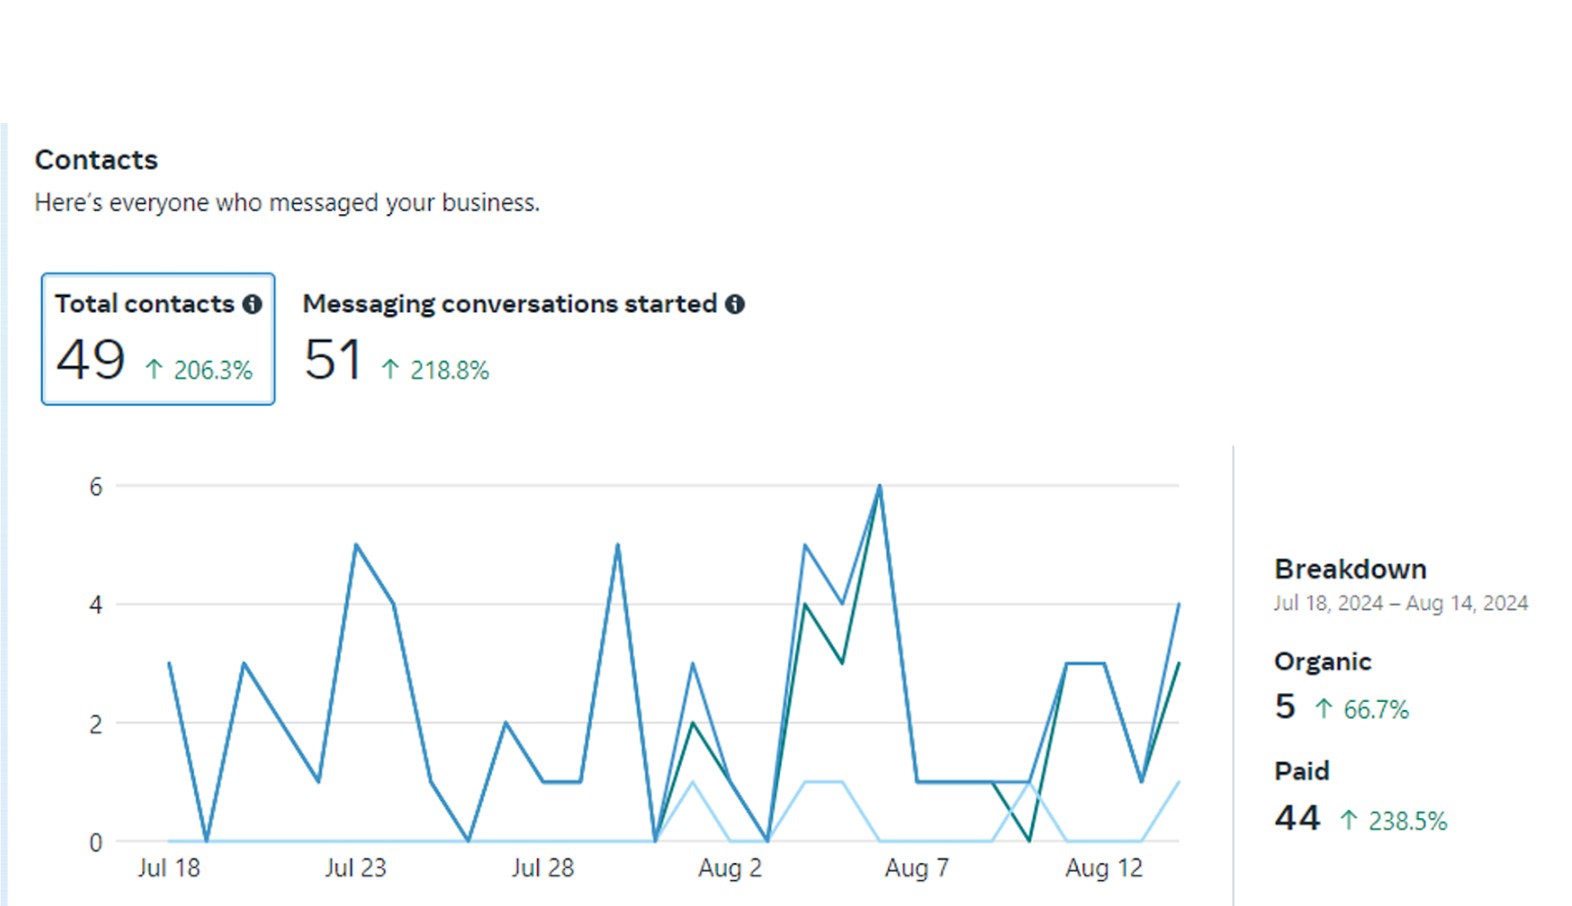 Contacts
Here's everyone who messaged your business.
Total contacts
49 ↑ 206.3%
Messaging conversations started
51 ↑ 218.8%
6
4
2
0
Jul 18 Jul 23 Jul 28 Aug 2 Aug 7 Aug 12
Breakdown
Jul 18, 2024 – Aug 14, 2024
Organic
5 ↑ 66.7%
Paid
44 ↑ 238.5%